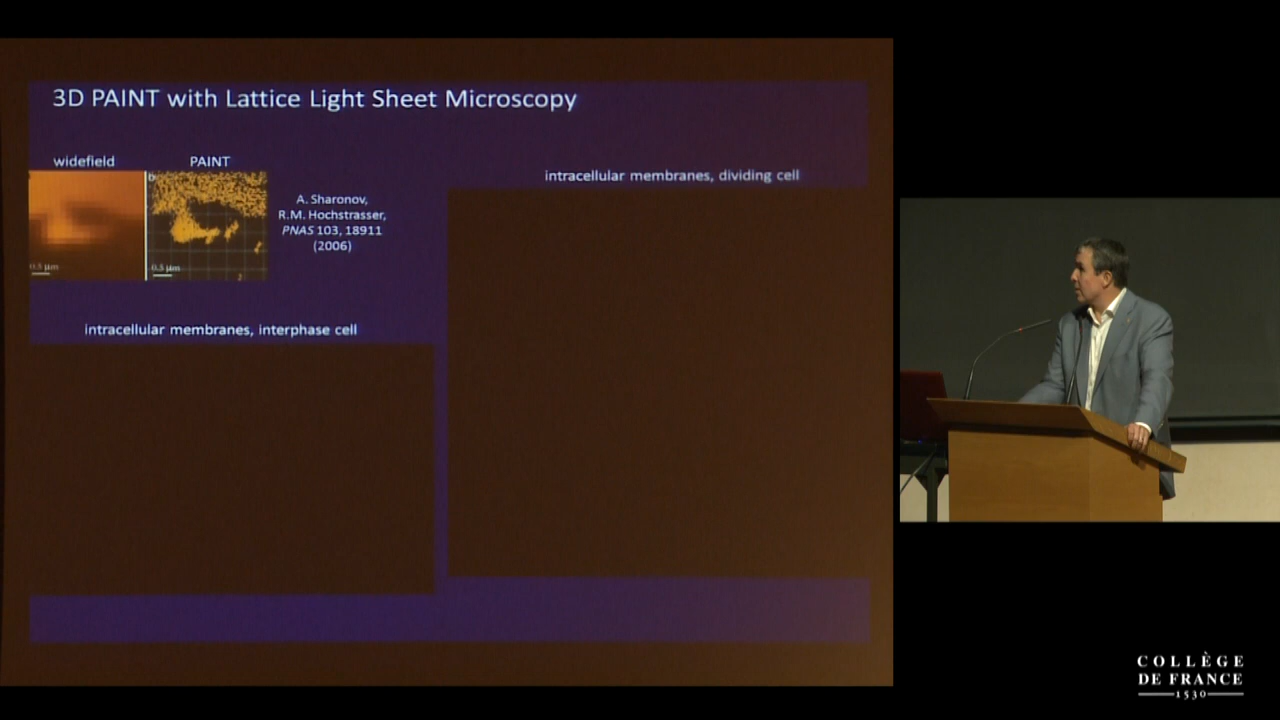 3D PAINT with Lattice Light Sheet Microscopy
widefield
PAINT
0.5 µm
0.5 µm
A. Sharonov,
R.M. Hochstrasser,
PNAS 103, 18911
(2006)
intracellular membranes, interphase cell
intracellular membranes, dividing cell
COLLÈGE
DE FRANCE
1530